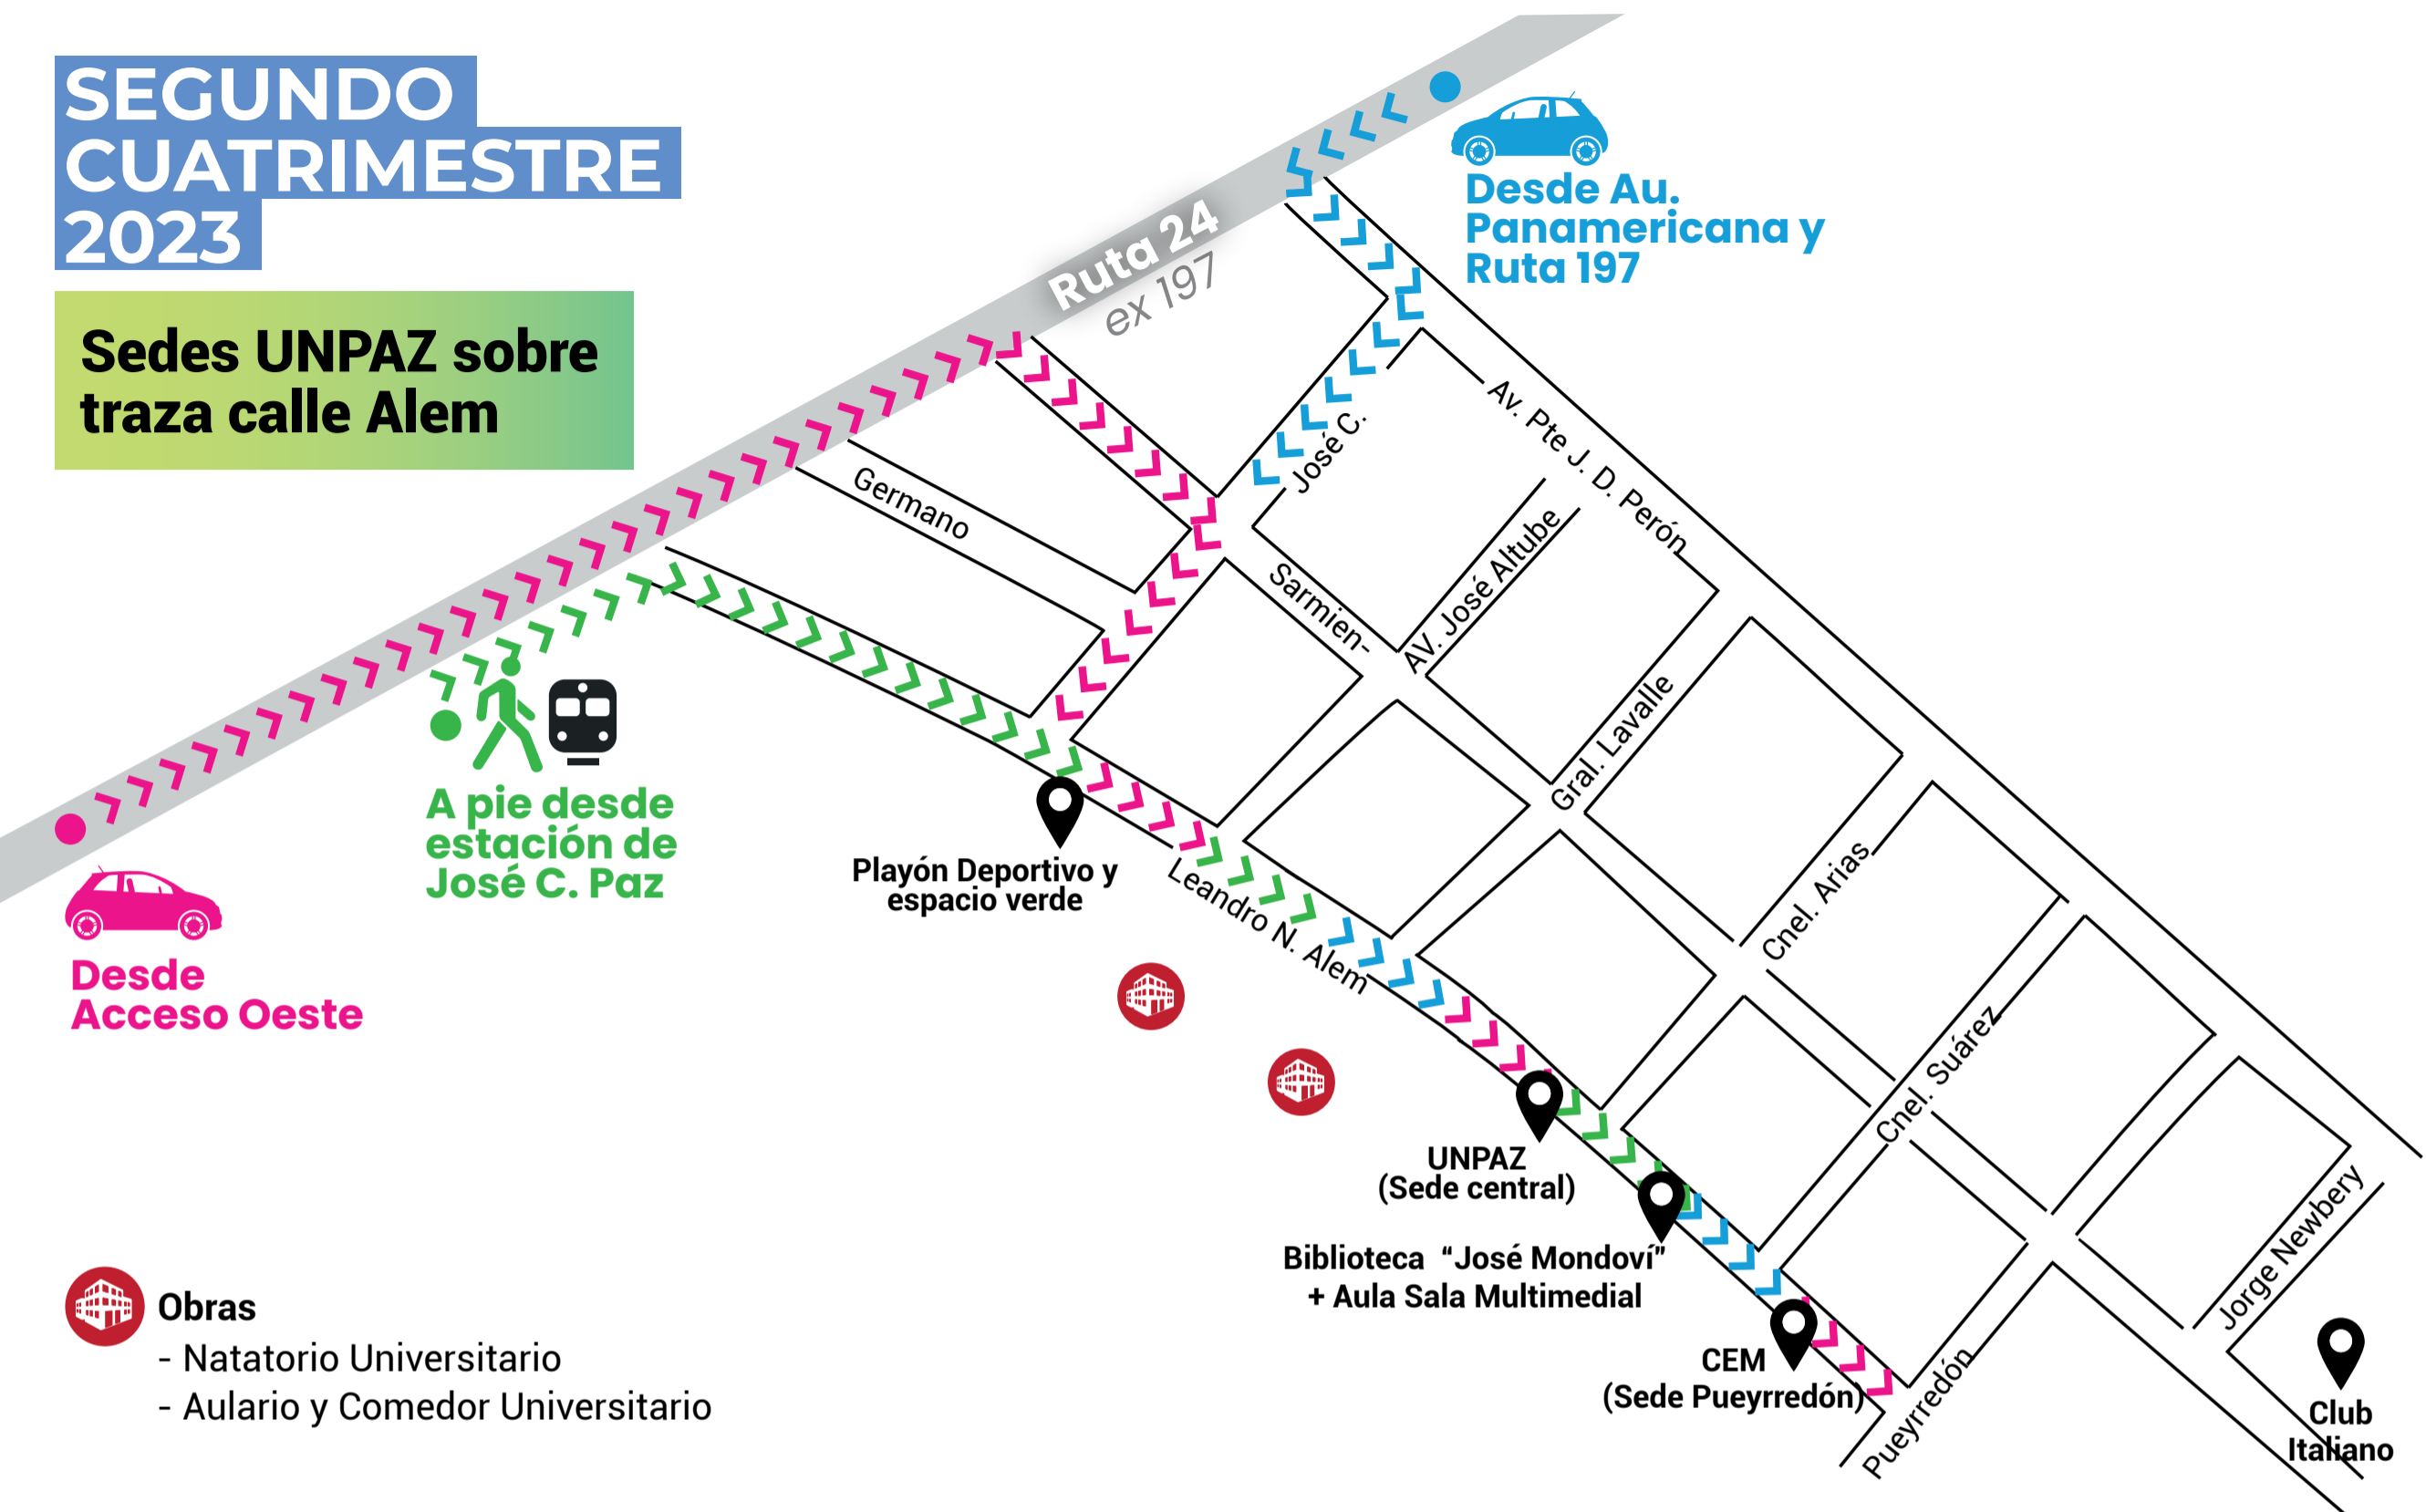 SEGUNDO
CUATRIMESTRE
2023
Sedes UNPAZ sobre
traza calle Alem
Ruta 24
ex 197
Desde Au.
Panamericana y
Ruta 197
Germano
José C.
Av. Pte J. D. Perón
Sarmien-
AV. José Altube
Gral. Lavalle
Cnel. Arias
Cnel. Suárez
Jorge Newbery
Pueyrredón
Leandro N. Alem
A pie desde
estación de
José C. Paz
Desde
Acceso Oeste
Playón Deportivo y
espacio verde
UNPAZ
(Sede central)
Biblioteca “José Mondoví”
+ Aula Sala Multimedial
CEM
(Sede Pueyrredón)
Club
Italiano
Obras
- Natatorio Universitario
- Aulario y Comedor Universitario